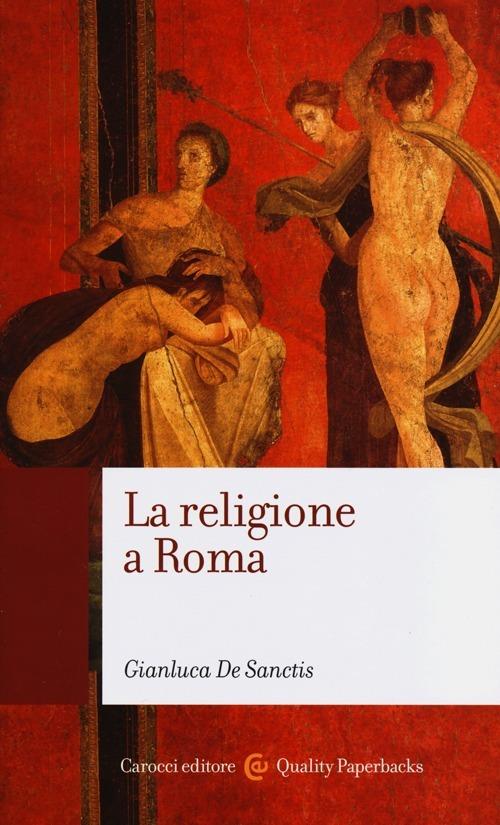 La religione
a Roma
Gianluca De Sanctis
Carocci editore Quality Paperbacks